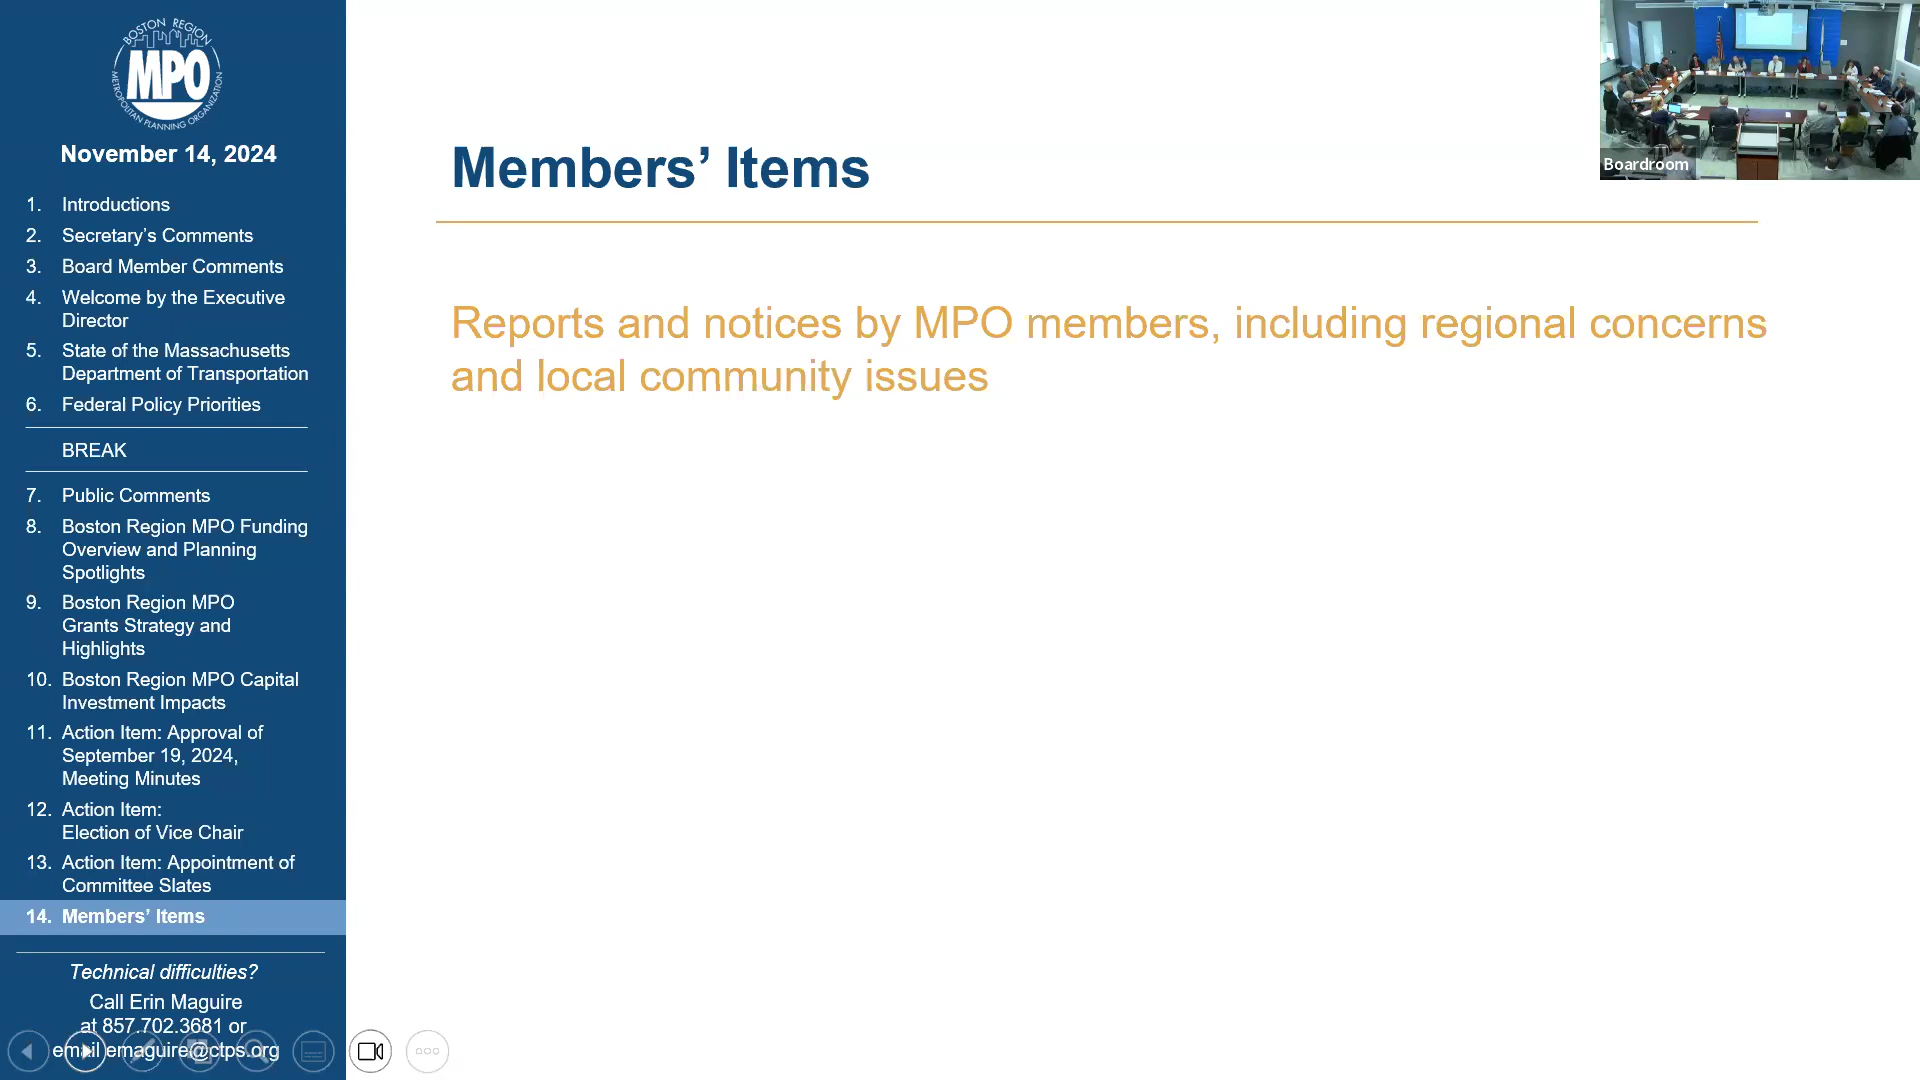 BOSTON REGION
MPO
METROPOLITAN PLANNING ORGANIZATION
November 14, 2024
1. Introductions
2. Secretary’s Comments
3. Board Member Comments
4. Welcome by the Executive
Director
5. State of the Massachusetts
Department of Transportation
6. Federal Policy Priorities
BREAK
7. Public Comments
8. Boston Region MPO Funding
Overview and Planning
Spotlights
9. Boston Region MPO
Grants Strategy and
Highlights
10. Boston Region MPO Capital
Investment Impacts
11. Action Item: Approval of
September 19, 2024,
Meeting Minutes
12. Action Item:
Election of Vice Chair
13. Action Item: Appointment of
Committee Slates
14. Members’ Items
Technical difficulties?
Call Erin Maguire
at 857.702.3681 or
email emaguire@ctps.org
Members’ Items
Reports and notices by MPO members, including regional concerns
and local community issues
Boardroom